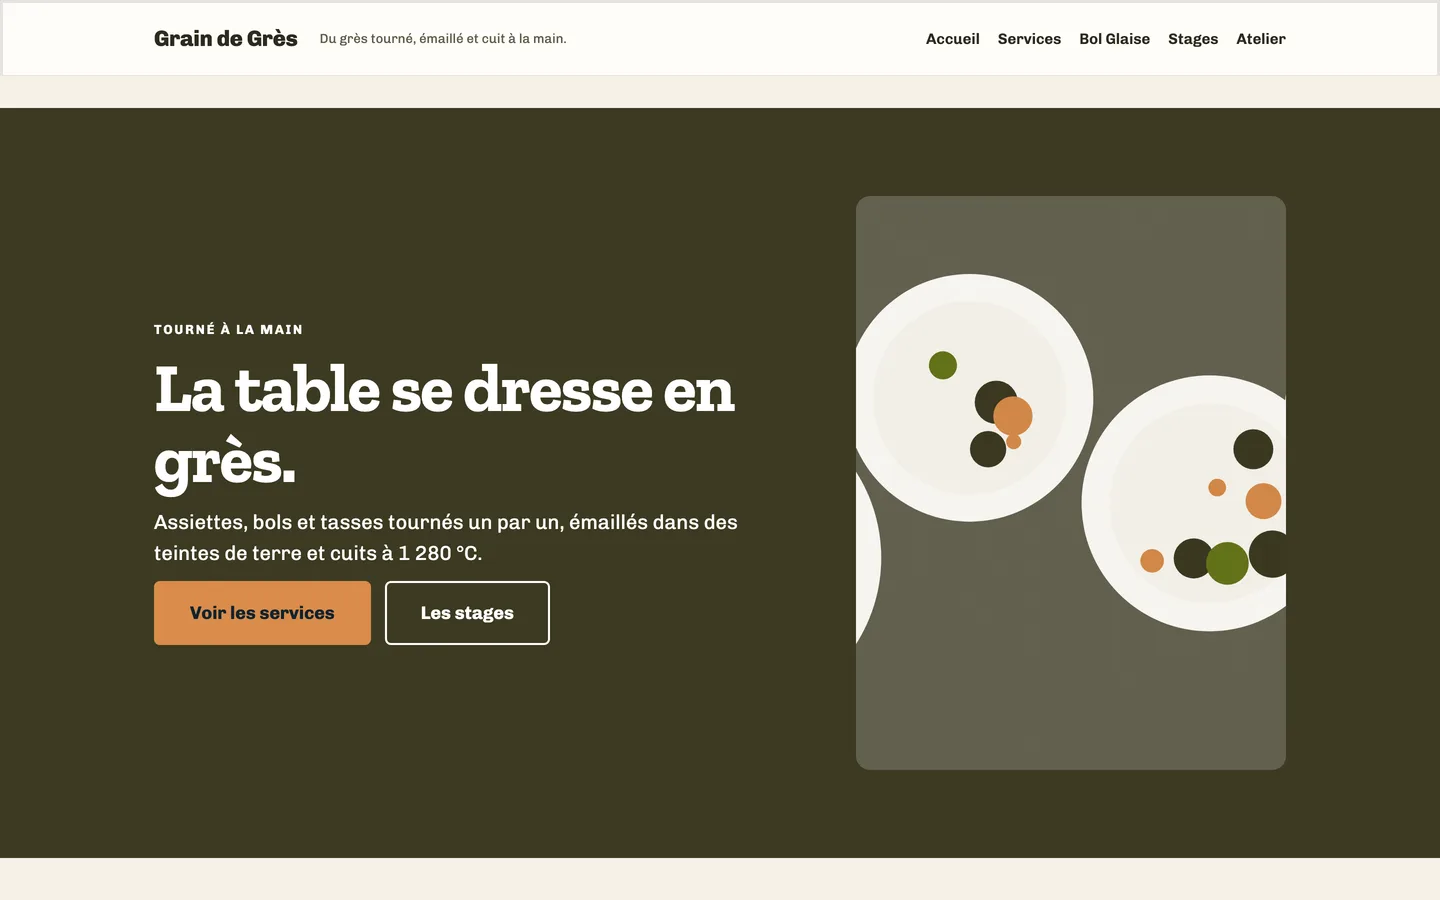 Grain de Grès
Du grès tourné, émaillé et cuit à la main.
Accueil Services Bol Glaise Stages Atelier
TOURNÉ À LA MAIN
La table se dresse en
grès.
Assiettes, bols et tasses tournés un par un, émaillés dans des
teintes de terre et cuits à 1 280 °C.
Voir les services
Les stages